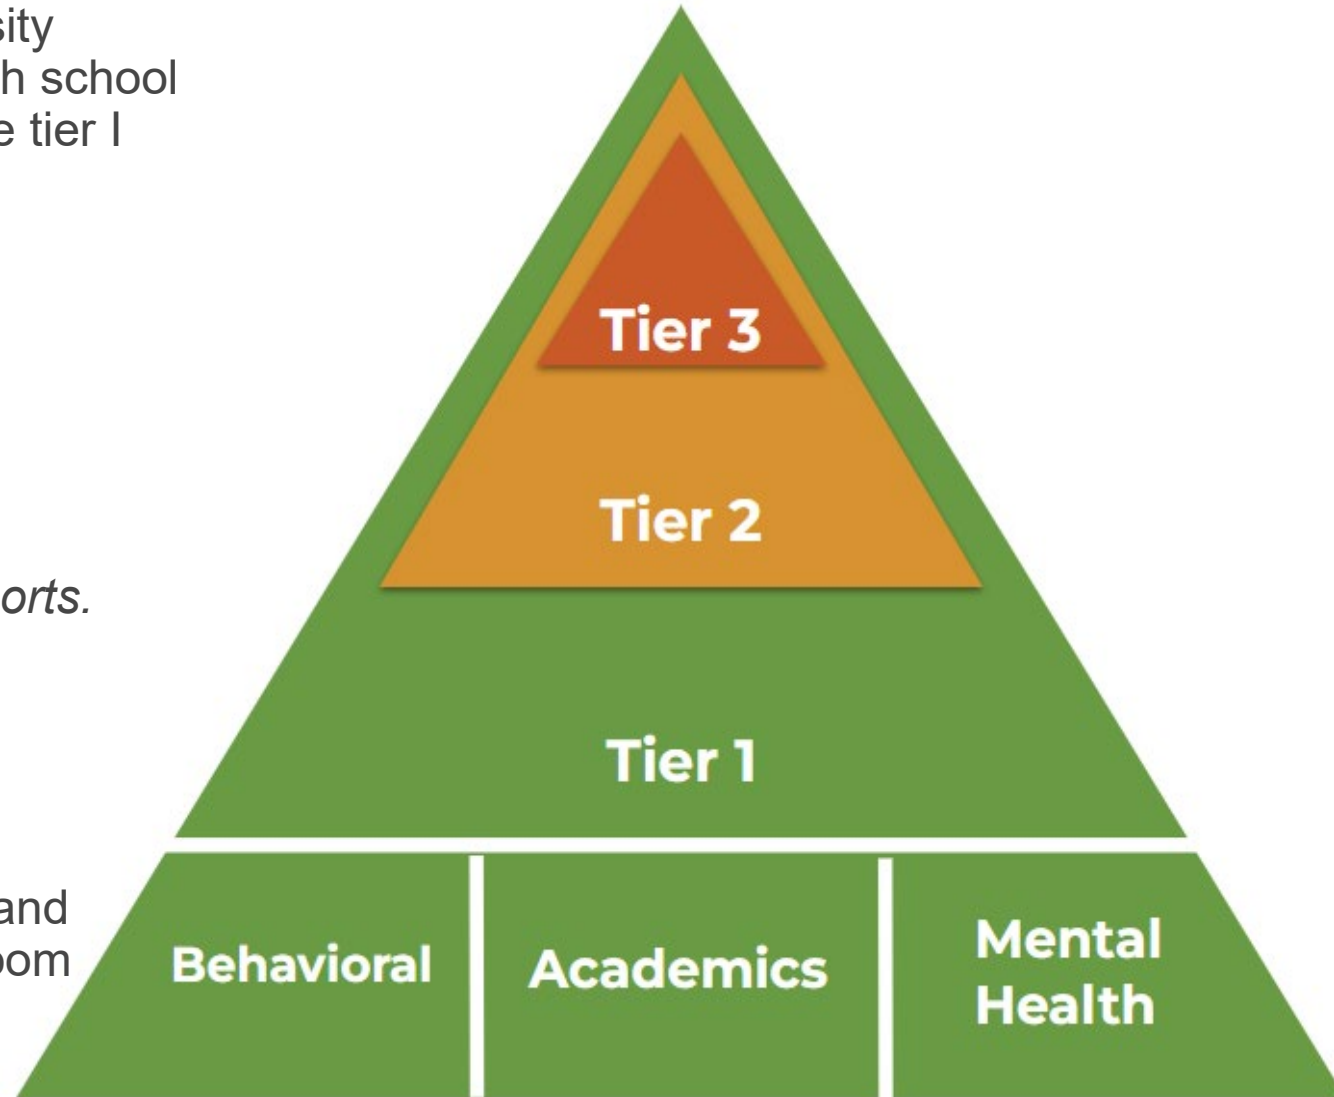 sity
h school
e tier I
orts.
and
oom
Tier 3
Tier 2
Tier 1
Behavioral
Academics
Mental
Health